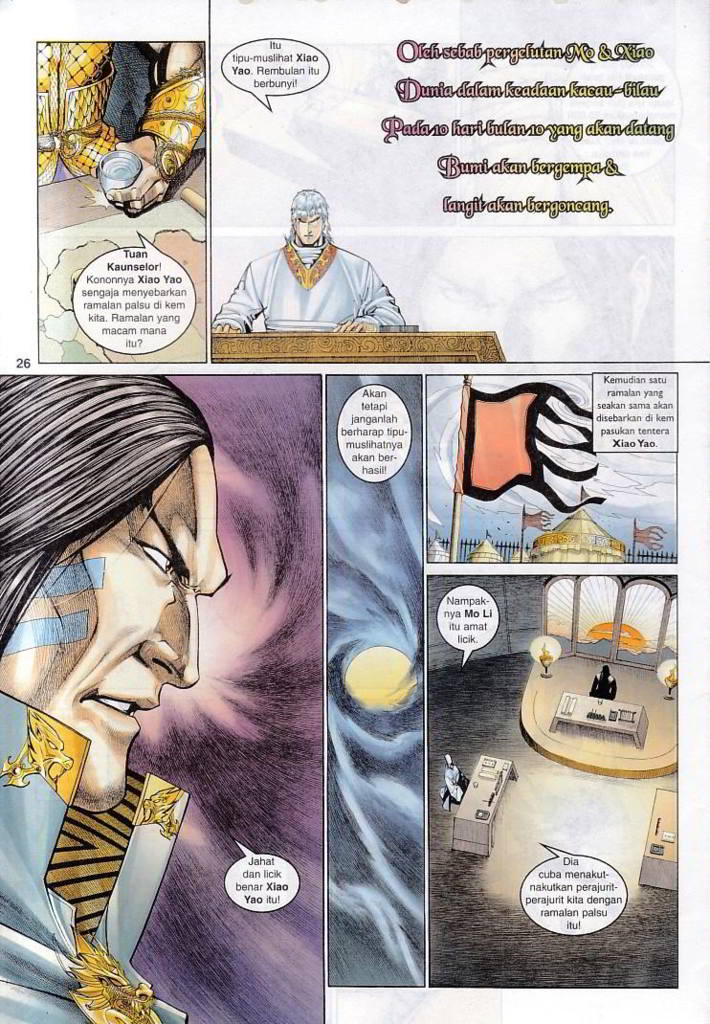 Itu
tipu-muslihat Xiao
Yao. Rembulan itu
berbunyi!
Oleh sebab pergelutan Mo & Xiao
Dunia dalam keadaan kacau-bilau
Pada 10 hari bulan 10 yang akan datang
Bumi akan bergempa &
langit akan bergoncang.
Tuan
Kaunselor!
Kononnya Xiao Yao
sengaja menyebarkan
ramalan palsu di kem
kita. Ramalan yang
macam mana
itu?
26
Akan
tetapi
janganlah
berharap tipu-
muslihatnya
akan ber-
hasil!
Kemudian satu
ramalan yang
seakan sama akan
disebarkan di kem
pasukan tentera
Xiao Yao.
Nampak-
nya Mo Li
itu amat
licik.
Jahat
dan licik
benar Xiao
Yao itu!
Dia
cuba menakut-
nakutkan perajurit-
perajurit kita dengan
ramalan palsu
itu!